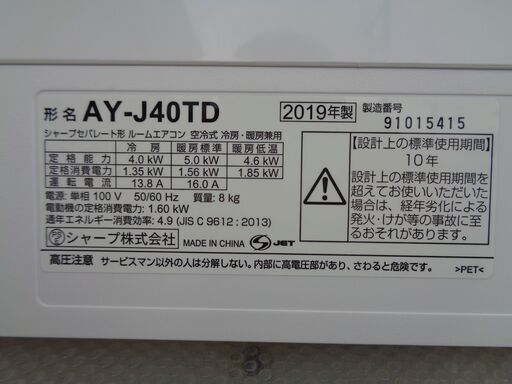 形名 AY-J40TD 2019年製 製造番号 91015415
シャープセパレート形 ルームエアコン 空冷式 冷房・暖房兼用
冷 房 暖房標準 暖房低温
定格能力 4.0 kW 5.0 kW 4.6 kW
定格消費電力 1.35 kW 1.56 kW 1.85 kW
運転電流 13.8 A 16.0 A
電源:単相 100 V 50/60 Hz 質量:8 kg
電動機の定格消費電力:1.60 kW
通年エネルギー消費効率:4.9 (JIS C 9612:2013)
PSE シャープ株式会社 MADE IN CHINA S JET
【設計上の標準使用期間】
10年
設計上の標準使用期間を
超えてお使いいただいた
場合は、経年劣化による
発火・けが等の事故に至
るおそれがあります。
高圧注意 サービスマン以外の人は分解しない。内部に高電圧部があり、さわると危険です。 >PET<